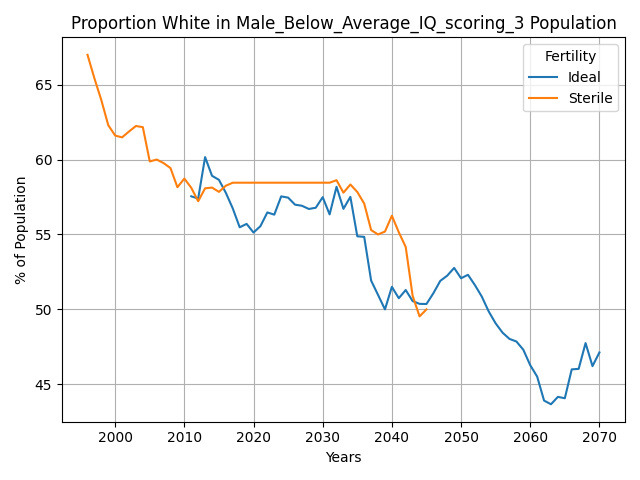 Proportion White in Male_Below_Average_IQ_scoring_3 Population
Fertility
Ideal
Sterile
65
60
55
50
45
% of Population
2000
2010
2020
2030
2040
2050
2060
2070
Years